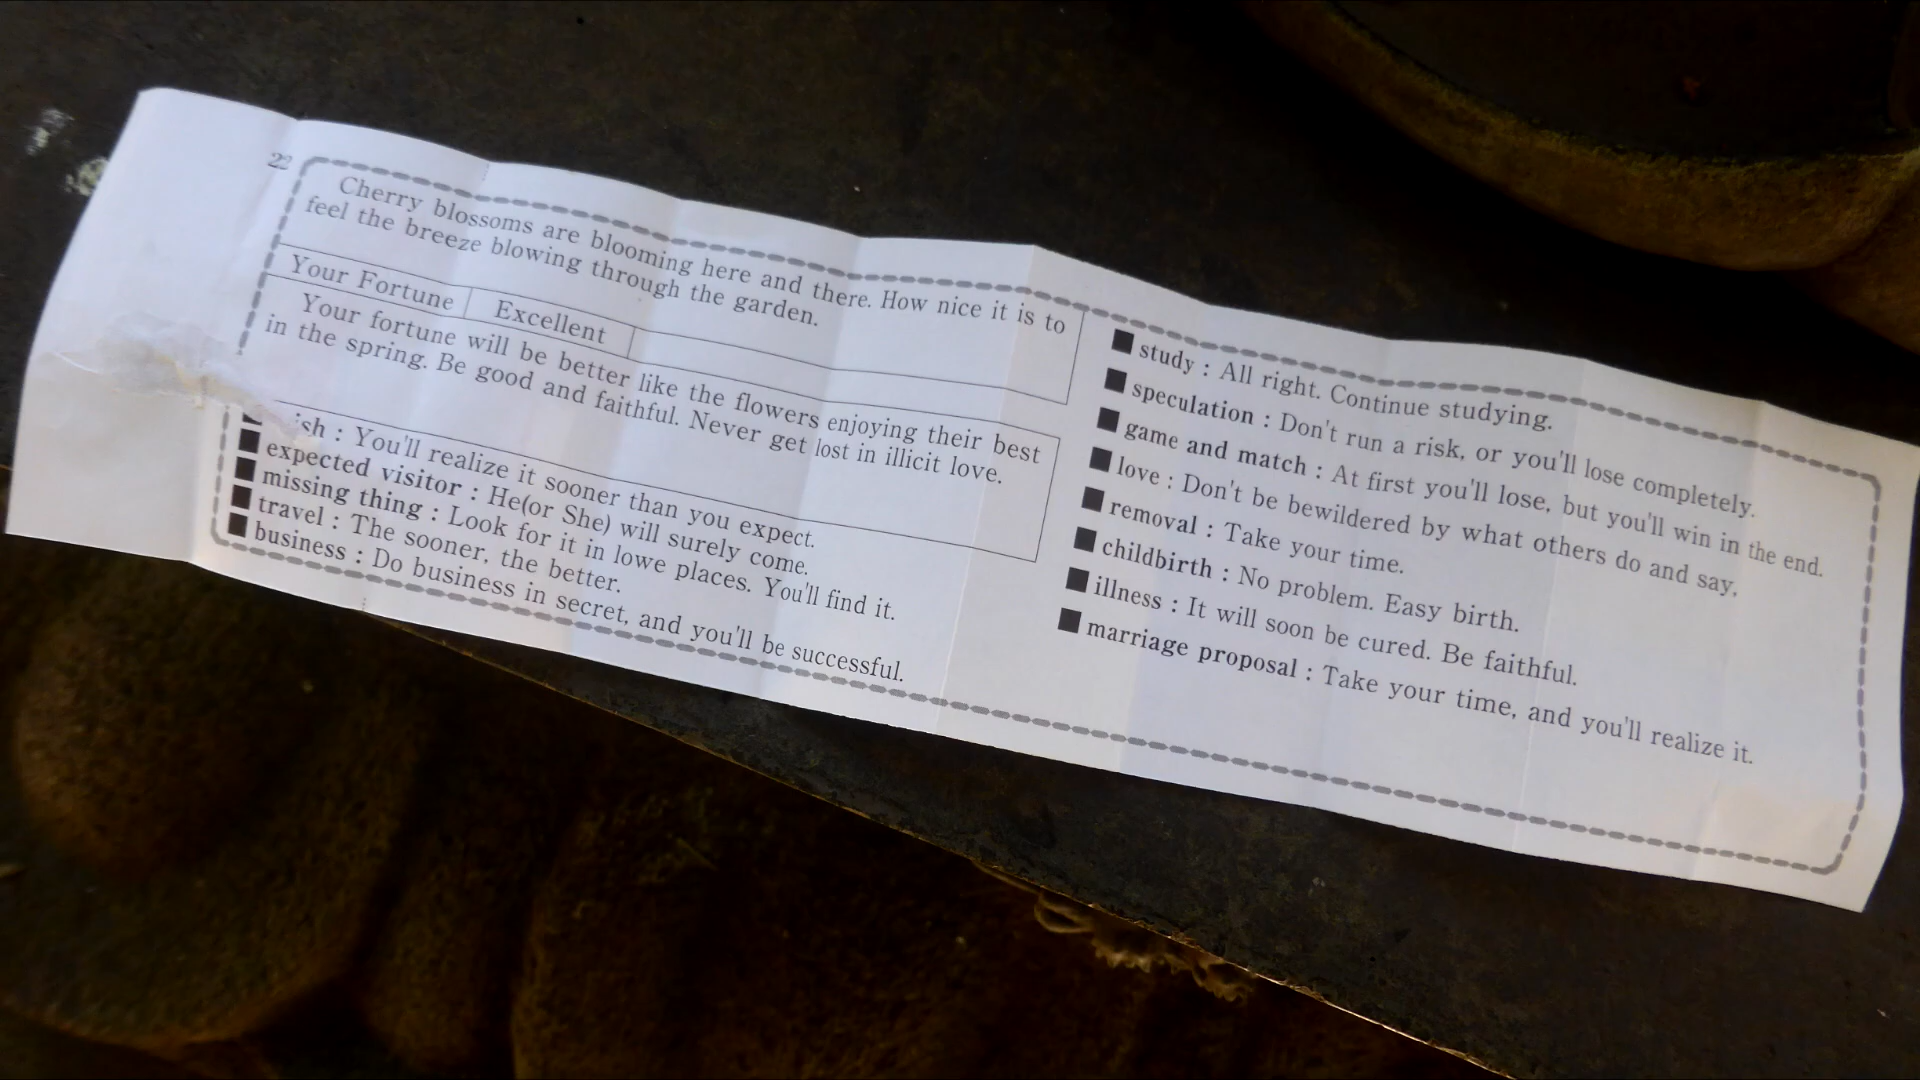 22
Cherry blossoms are blooming here and there. How nice it is to
feel the breeze blowing through the garden.
Your Fortune Excellent
Your fortune will be better like the flowers enjoying their best
in the spring. Be good and faithful. Never get lost in illicit love.
ish : You'll realize it sooner than you expect.
■ expected visitor : He(or She) will surely come.
■ missing thing : Look for it in lowe places. You'll find it.
■ travel : The sooner, the better.
■ business : Do business in secret, and you'll be successful.
■ study : All right. Continue studying.
■ speculation : Don't run a risk, or you'll lose completely.
■ game and match : At first you'll lose, but you'll win in the end.
■ love : Don't be bewildered by what others do and say.
■ removal : Take your time.
■ childbirth : No problem. Easy birth.
■ illness : It will soon be cured. Be faithful.
■ marriage proposal : Take your time, and you'll realize it.